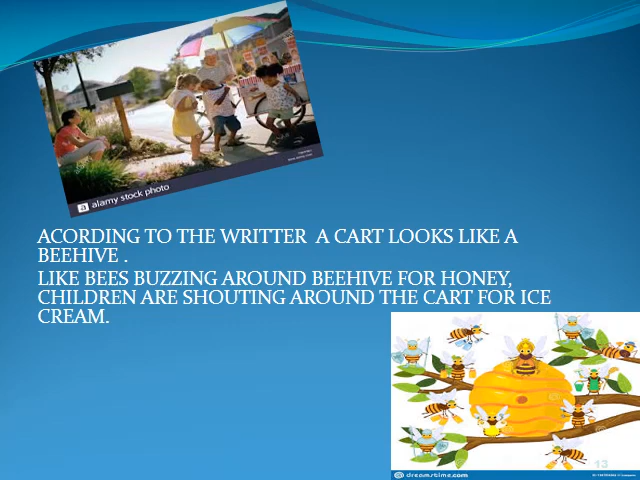 a alamy stock photo
ACORDING TO THE WRITTER A CART LOOKS LIKE A
BEEHIVE .
LIKE BEES BUZZING AROUND BEEHIVE FOR HONEY,
CHILDREN ARE SHOUTING AROUND THE CART FOR ICE
CREAM.
13
dreamstime.com